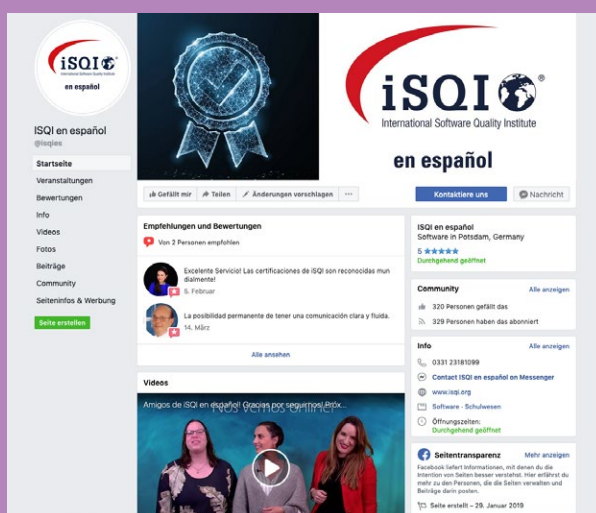 iSQI
International Software Quality Institute
en español
iSQI
International Software Quality Institute
en español
ISQI en español
@isqies
Startseite
Veranstaltungen
Bewertungen
Info
Videos
Fotos
Beiträge
Community
Seiteninfos & Werbung
Seite erstellen
Gefällt mir
Teilen
Änderungen vorschlagen
Kontaktiere uns
Nachricht
Empfehlungen und Bewertungen
Von 2 Personen empfohlen
Excelente Servicio! Las certificaciones de iSQI son reconocidas mun
dialmente!
5. Februar
La posibilidad permanente de tener una comunicación clara y fluida.
14. März
Alle ansehen
Videos
Amigos de iSQI en español! Gracias por seguirnos! Próx...
Nos vemos online!
ISQI en español
Software in Potsdam, Germany
5 ★★★★★
Durchgehend geöffnet
Community
Alle anzeigen
320 Personen gefällt das
329 Personen haben das abonniert
Info
Alle anzeigen
0331 23181099
Contact ISQI en español on Messenger
www.isqi.org
Software · Schulwesen
Öffnungszeiten:
Durchgehend geöffnet
Seitentransparenz
Mehr anzeigen
Facebook liefert Informationen, mit denen du die
Intention von Seiten besser verstehst. Hier erfährst du
mehr zu den Personen, die die Seiten verwalten und
Beiträge darin posten.
Seite erstellt – 29. Januar 2019